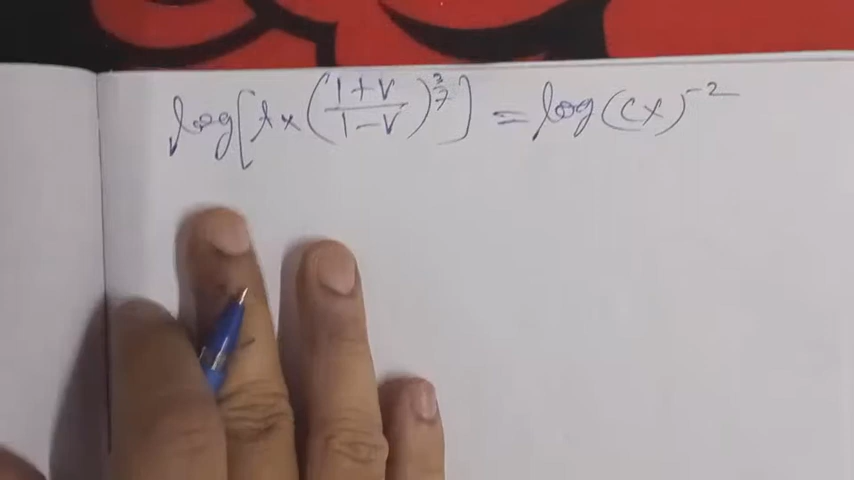 log[t × (1+v/1-v)^3/7] = log(cx)^-2